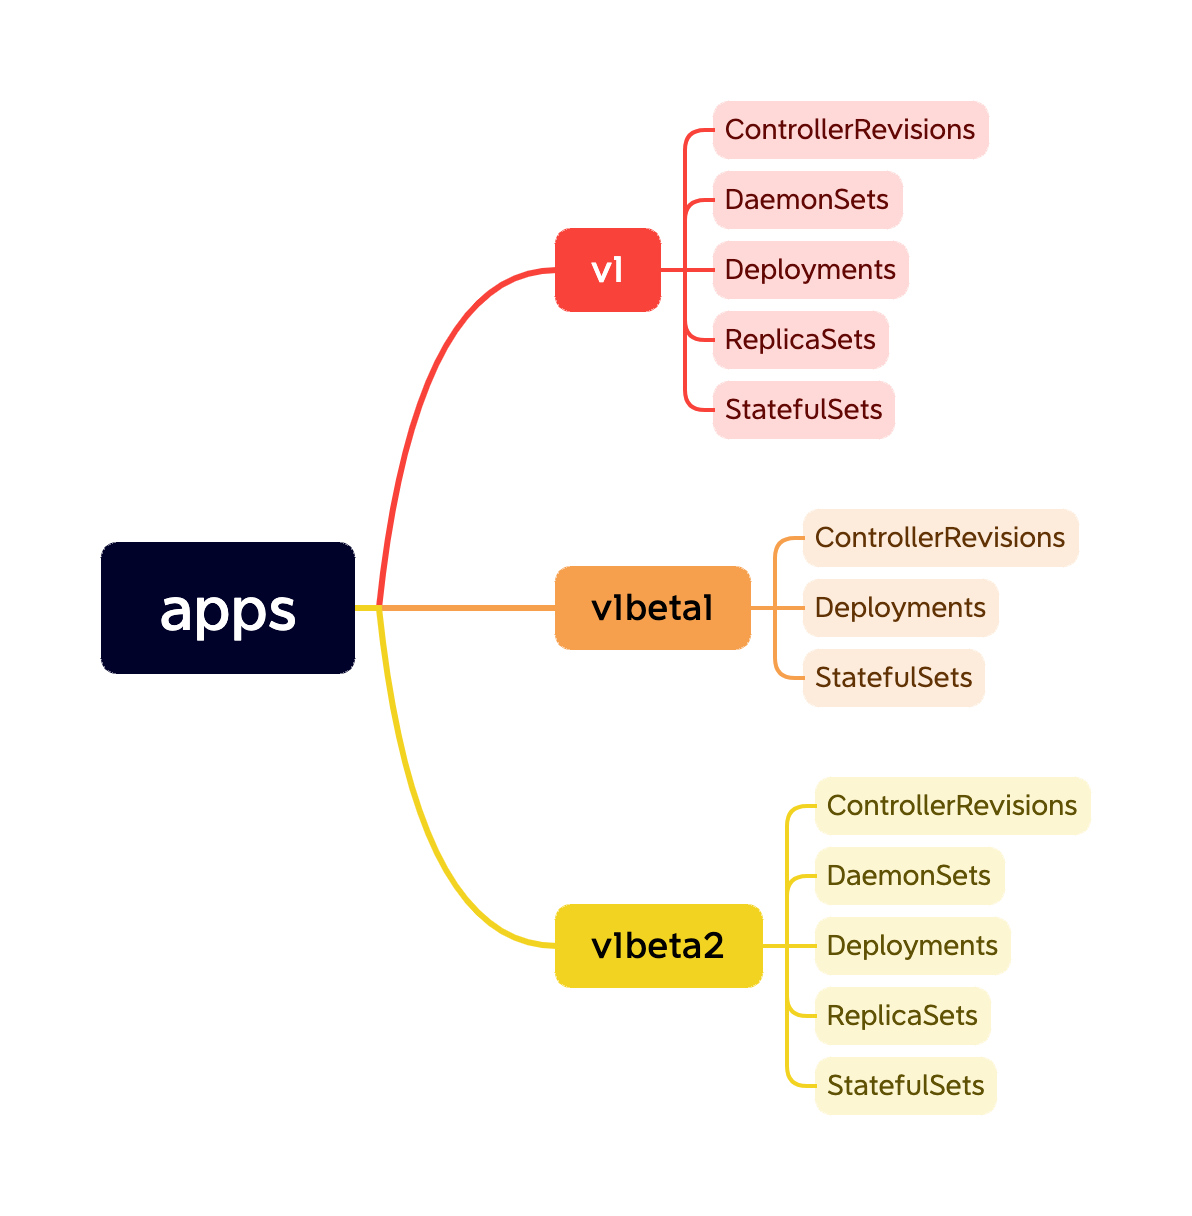 apps
v1
ControllerRevisions
DaemonSets
Deployments
ReplicaSets
StatefulSets
v1beta1
ControllerRevisions
Deployments
StatefulSets
v1beta2
ControllerRevisions
DaemonSets
Deployments
ReplicaSets
StatefulSets